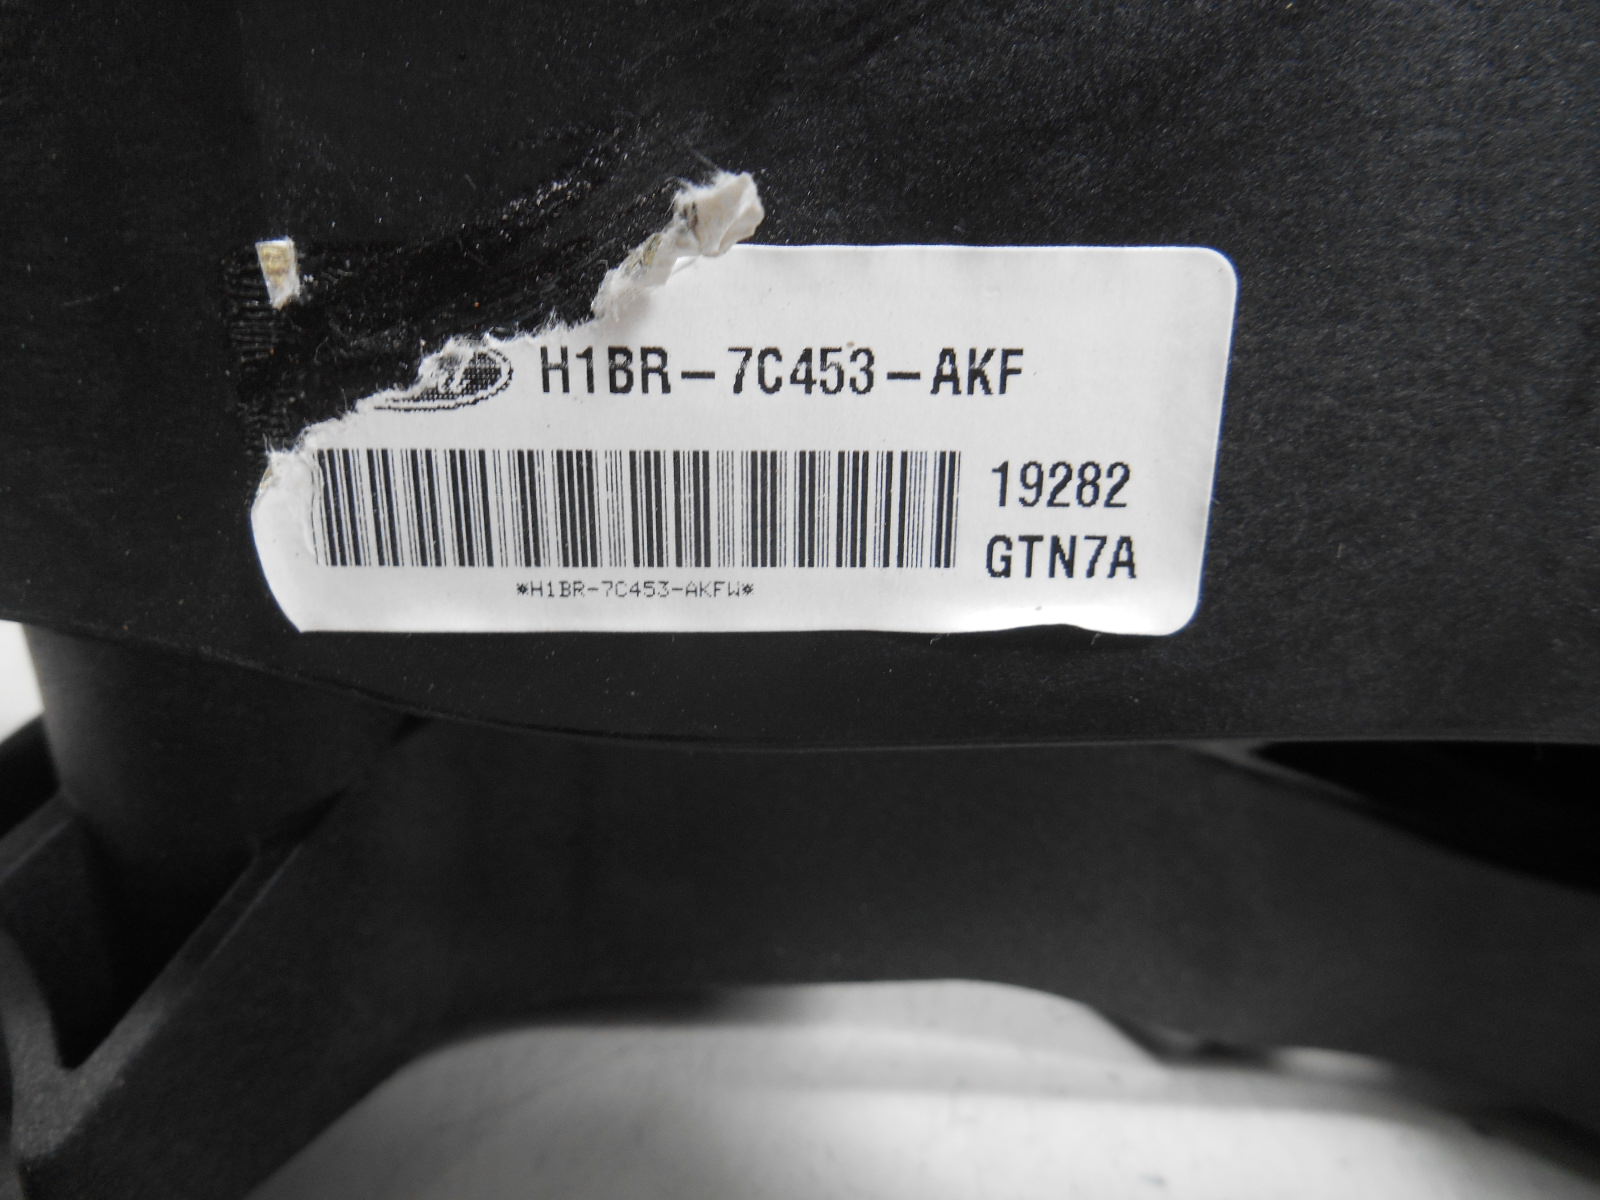 H1BR-7C453-AKF
19282
GTN7A
*H1BR-7C453-AKFW*